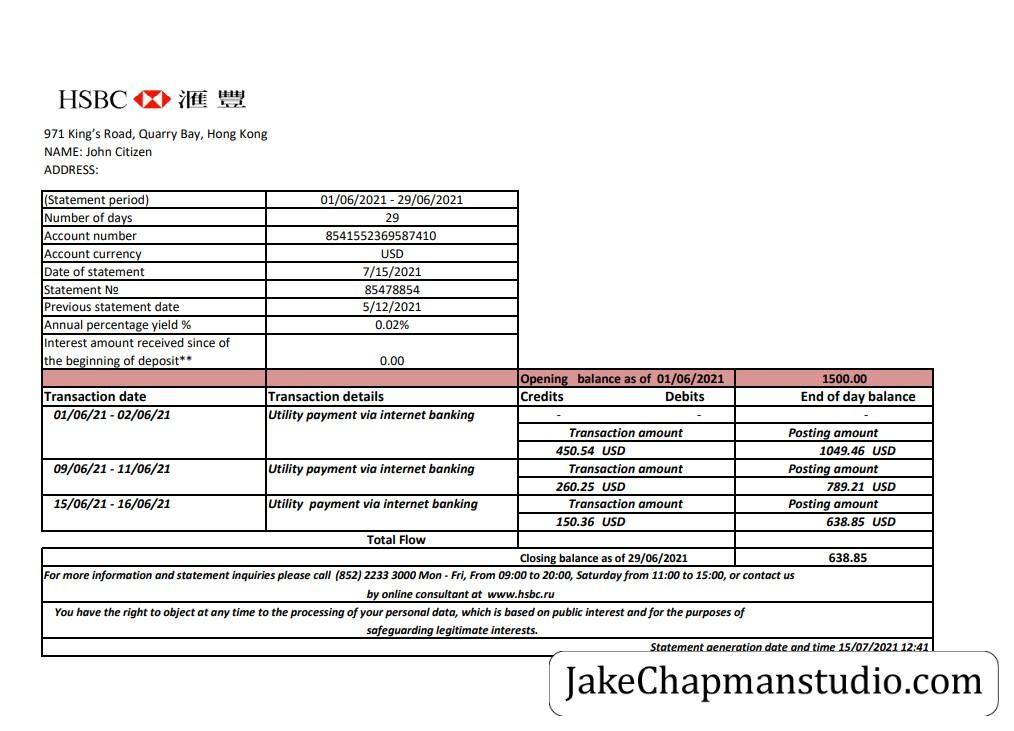 HSBC 滙豐
971 King's Road, Quarry Bay, Hong Kong
NAME: John Citizen
ADDRESS:
(Statement period) 01/06/2021 - 29/06/2021
Number of days 29
Account number 8541552369587410
Account currency USD
Date of statement 7/15/2021
Statement № 85478854
Previous statement date 5/12/2021
Annual percentage yield % 0.02%
Interest amount received since of
the beginning of deposit** 0.00
Opening balance as of 01/06/2021 1500.00
Transaction date Transaction details Credits Debits End of day balance
01/06/21 - 02/06/21 Utility payment via internet banking - - -
Transaction amount Posting amount
450.54 USD 1049.46 USD
09/06/21 - 11/06/21 Utility payment via internet banking Transaction amount Posting amount
260.25 USD 789.21 USD
15/06/21 - 16/06/21 Utility payment via internet banking Transaction amount Posting amount
150.36 USD 638.85 USD
Total Flow
Closing balance as of 29/06/2021 638.85
For more information and statement inquiries please call (852) 2233 3000 Mon - Fri, From 09:00 to 20:00, Saturday from 11:00 to 15:00, or contact us
by online consultant at www.hsbc.ru
You have the right to object at any time to the processing of your personal data, which is based on public interest and for the purposes of
safeguarding legitimate interests.
Statement generation date and time 15/07/2021 12:41
JakeChapmanstudio.com